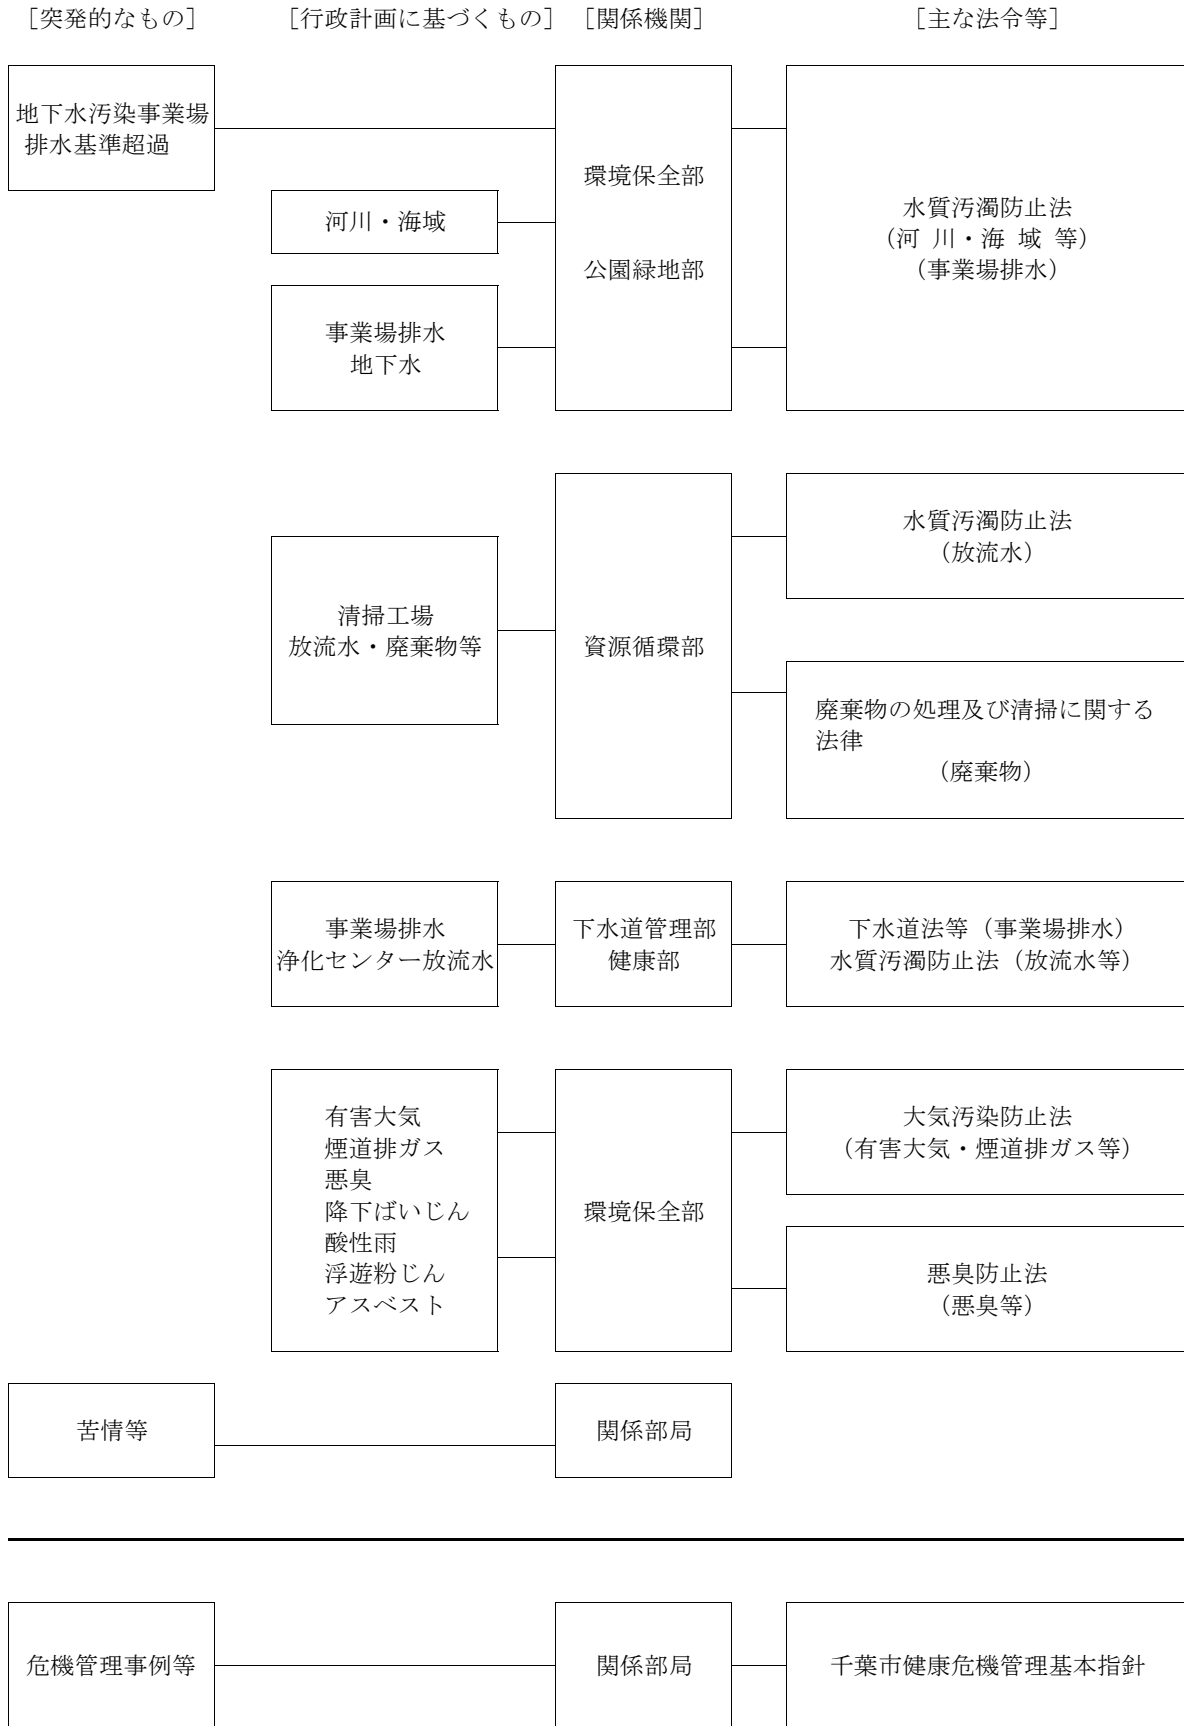 ［突発的なもの］ ［行政計画に基づくもの］ ［関係機関］ ［主な法令等］
地下水汚染事業場
排水基準超過
河川・海域
事業場排水
地下水
環境保全部
公園緑地部
水質汚濁防止法
（河 川・海 域 等）
（事業場排水）
清掃工場
放流水・廃棄物等
資源循環部
水質汚濁防止法
（放流水）
廃棄物の処理及び清掃に関する
法律
（廃棄物）
事業場排水
浄化センター放流水
下水道管理部
健康部
下水道法等（事業場排水）
水質汚濁防止法（放流水等）
有害大気
煙道排ガス
悪臭
降下ばいじん
酸性雨
浮遊粉じん
アスベスト
環境保全部
大気汚染防止法
（有害大気・煙道排ガス等）
悪臭防止法
（悪臭等）
苦情等
関係部局
危機管理事例等
関係部局
千葉市健康危機管理基本指針